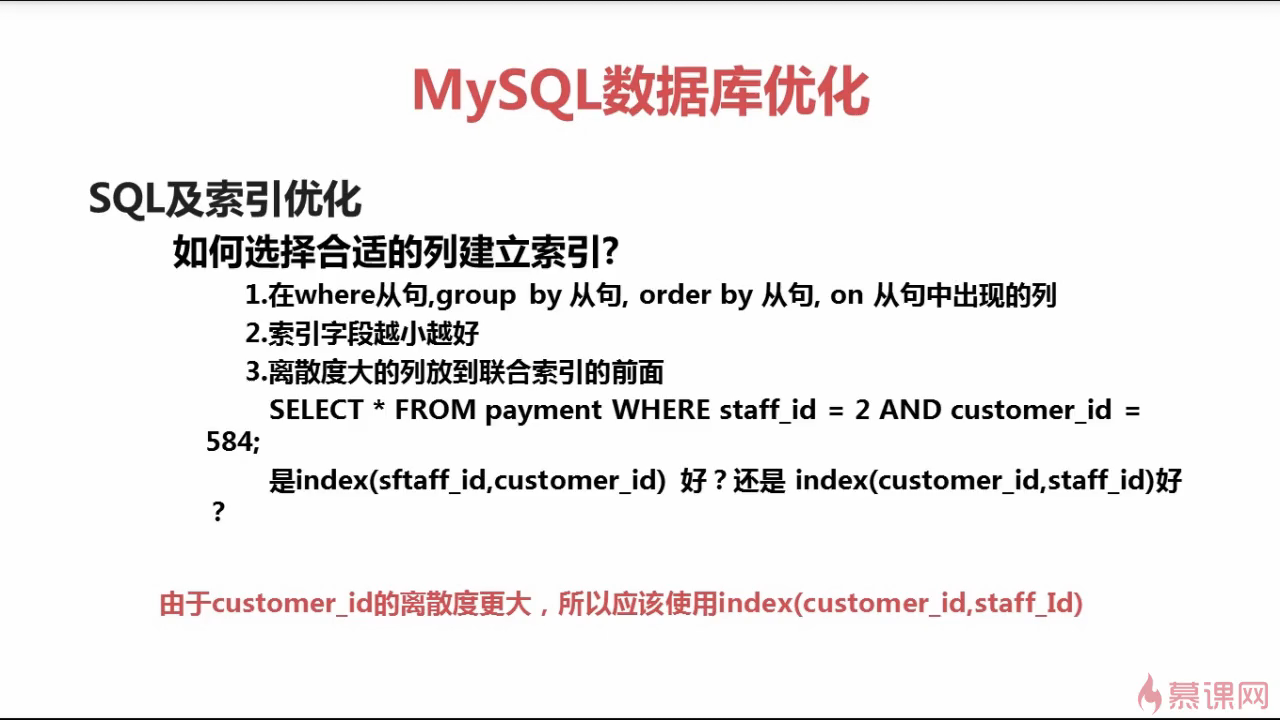 MySQL数据库优化
SQL及索引优化
如何选择合适的列建立索引?
1.在where从句,group by 从句, order by 从句, on 从句中出现的列
2.索引字段越小越好
3.离散度大的列放到联合索引的前面
SELECT * FROM payment WHERE staff_id = 2 AND customer_id =
584;
是index(sftaff_id,customer_id) 好？还是 index(customer_id,staff_id)好
？
由于customer_id的离散度更大，所以应该使用index(customer_id,staff_Id)
慕课网